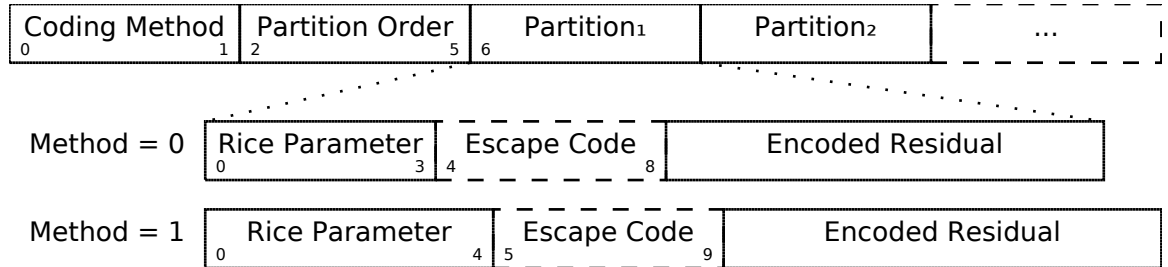 Coding Method Partition Order Partition₁ Partition₂ ...
0 1 2 5 6
Method = 0 Rice Parameter Escape Code Encoded Residual
0 3 4 8
Method = 1 Rice Parameter Escape Code Encoded Residual
0 4 5 9